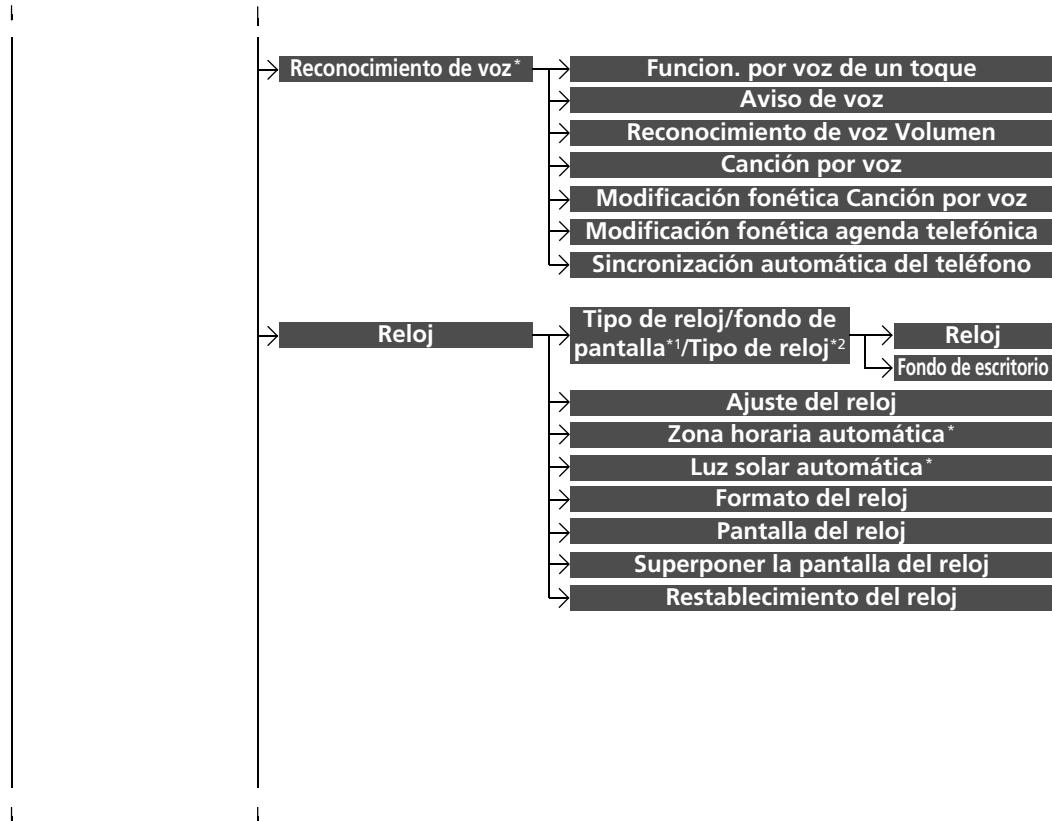 Reconocimiento de voz*
Funcion. por voz de un toque
Aviso de voz
Reconocimiento de voz Volumen
Canción por voz
Modificación fonética Canción por voz
Modificación fonética agenda telefónica
Sincronización automática del teléfono
Reloj
Tipo de reloj/fondo de
pantalla*1/Tipo de reloj*2
Reloj
Fondo de escritorio
Ajuste del reloj
Zona horaria automática*
Luz solar automática*
Formato del reloj
Pantalla del reloj
Superponer la pantalla del reloj
Restablecimiento del reloj